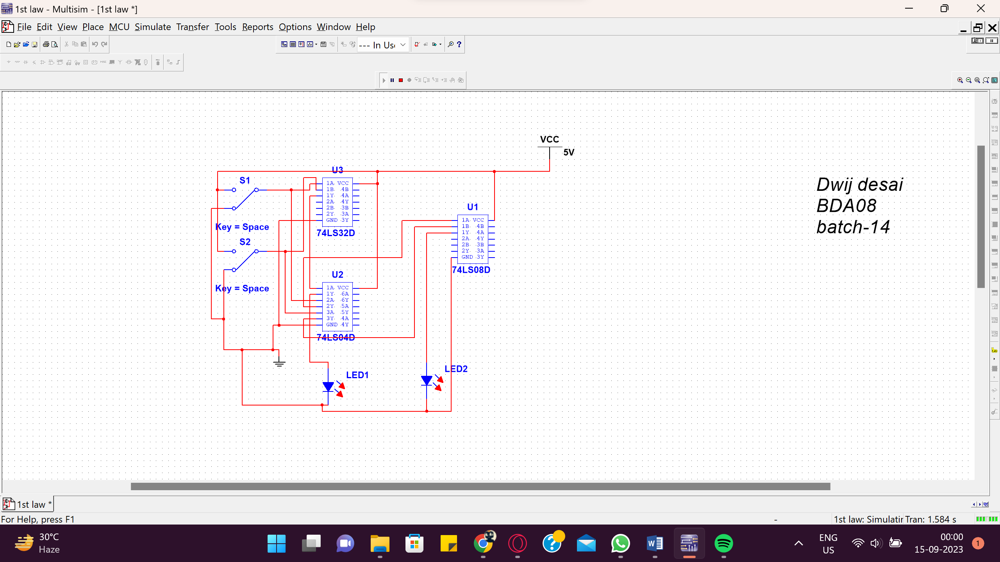 1st law - Multisim - [1st law *]
File Edit View Place MCU Simulate Transfer Tools Reports Options Window Help
--- In Us
VCC
5V
U3
S1
1A VCC
1B 4B
1Y 4A
2A 4Y
2B 3B
2Y 3A
GND 3Y
74LS32D
Key = Space
S2
Key = Space
U1
1A VCC
1B 4B
1Y 4A
2A 4Y
2B 3B
2Y 3A
GND 3Y
74LS08D
Dwij desai
BDA08
batch-14
U2
1A VCC
1Y 6A
2A 6Y
2Y 5A
3A 5Y
3Y 4A
GND 4Y
74LS04D
LED1
LED2
1st law *
For Help, press F1
-
1st law: Simulatin Tran: 1.584 s
30°C
Haze
ENG
US
00:00
15-09-2023
1